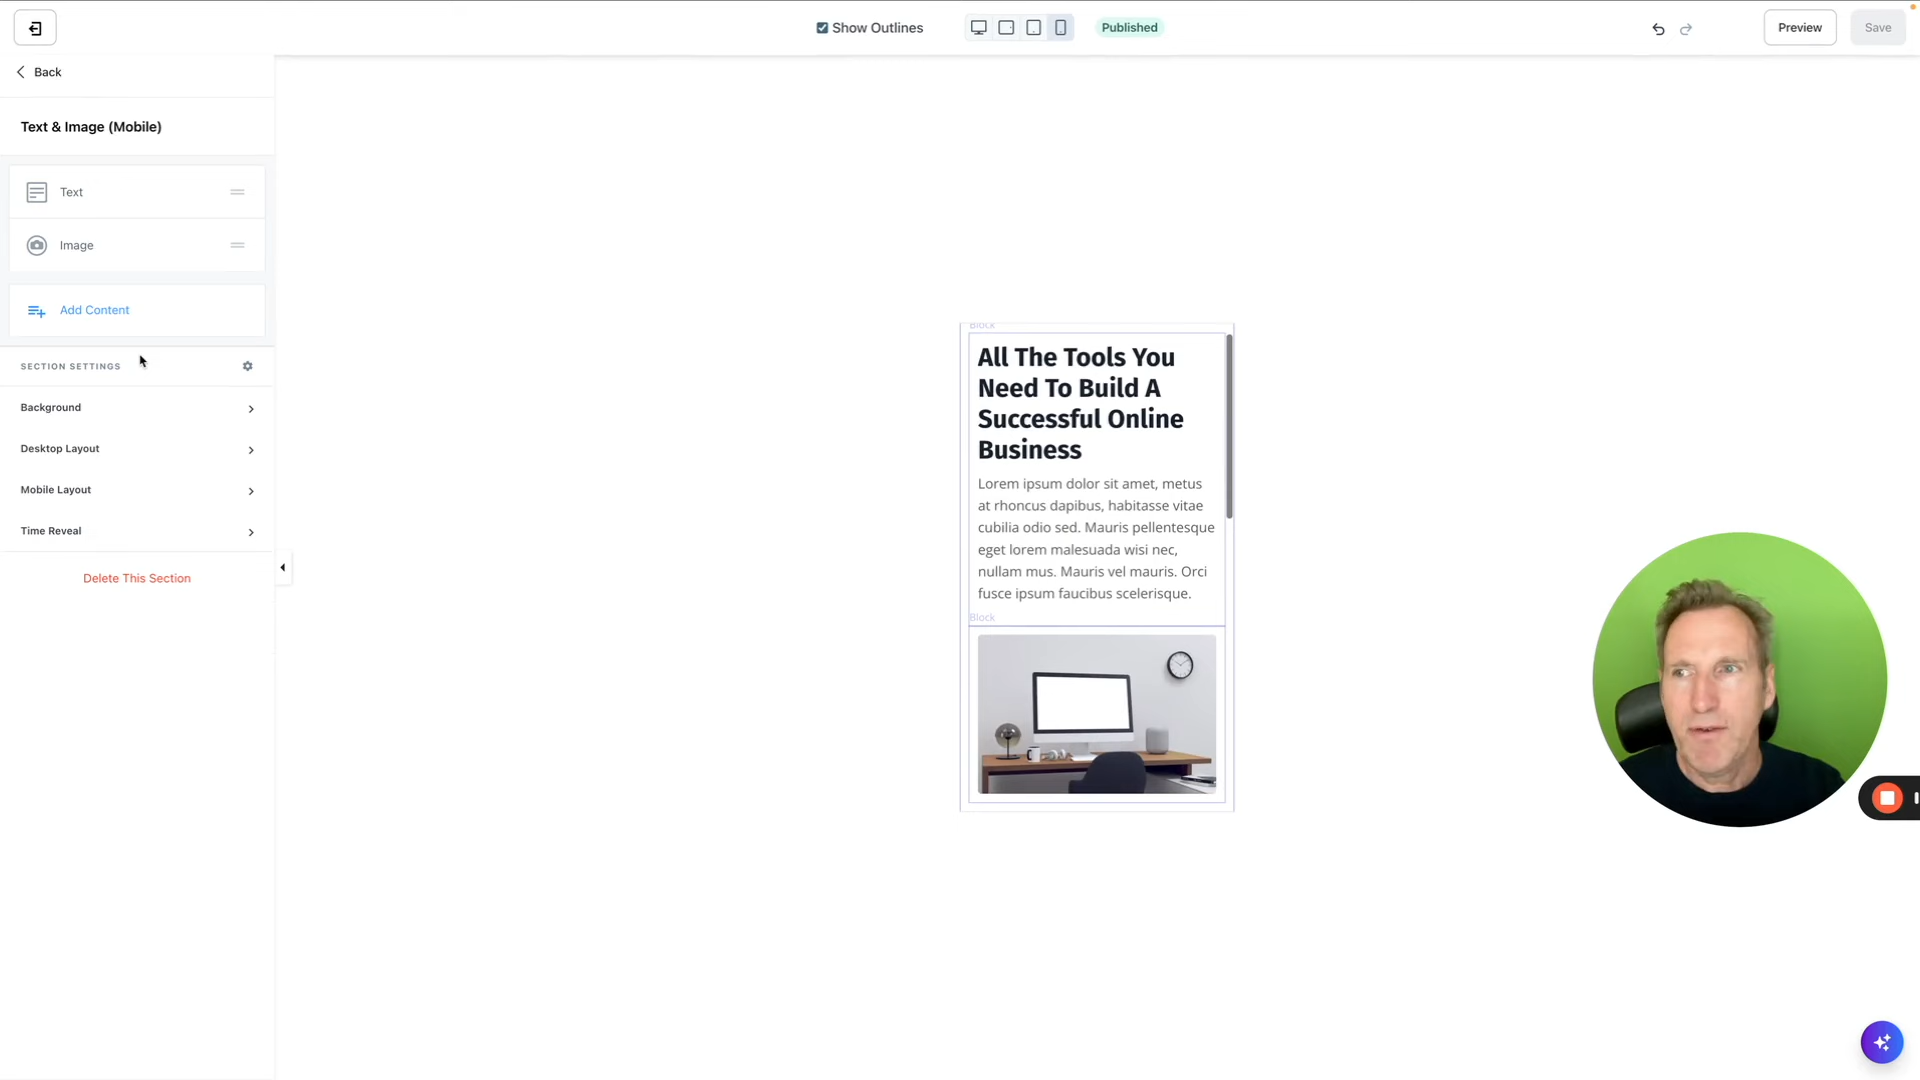 Show Outlines
Published
Preview
Save
Back
Text & Image (Mobile)
Text
Image
Add Content
SECTION SETTINGS
Background
Desktop Layout
Mobile Layout
Time Reveal
Delete This Section
Block
All The Tools You
Need To Build A
Successful Online
Business
Lorem ipsum dolor sit amet, metus
at rhoncus dapibus, habitasse vitae
cubilia odio sed. Mauris pellentesque
eget lorem malesuada wisi nec,
nullam mus. Mauris vel mauris. Orci
fusce ipsum faucibus scelerisque.
Block